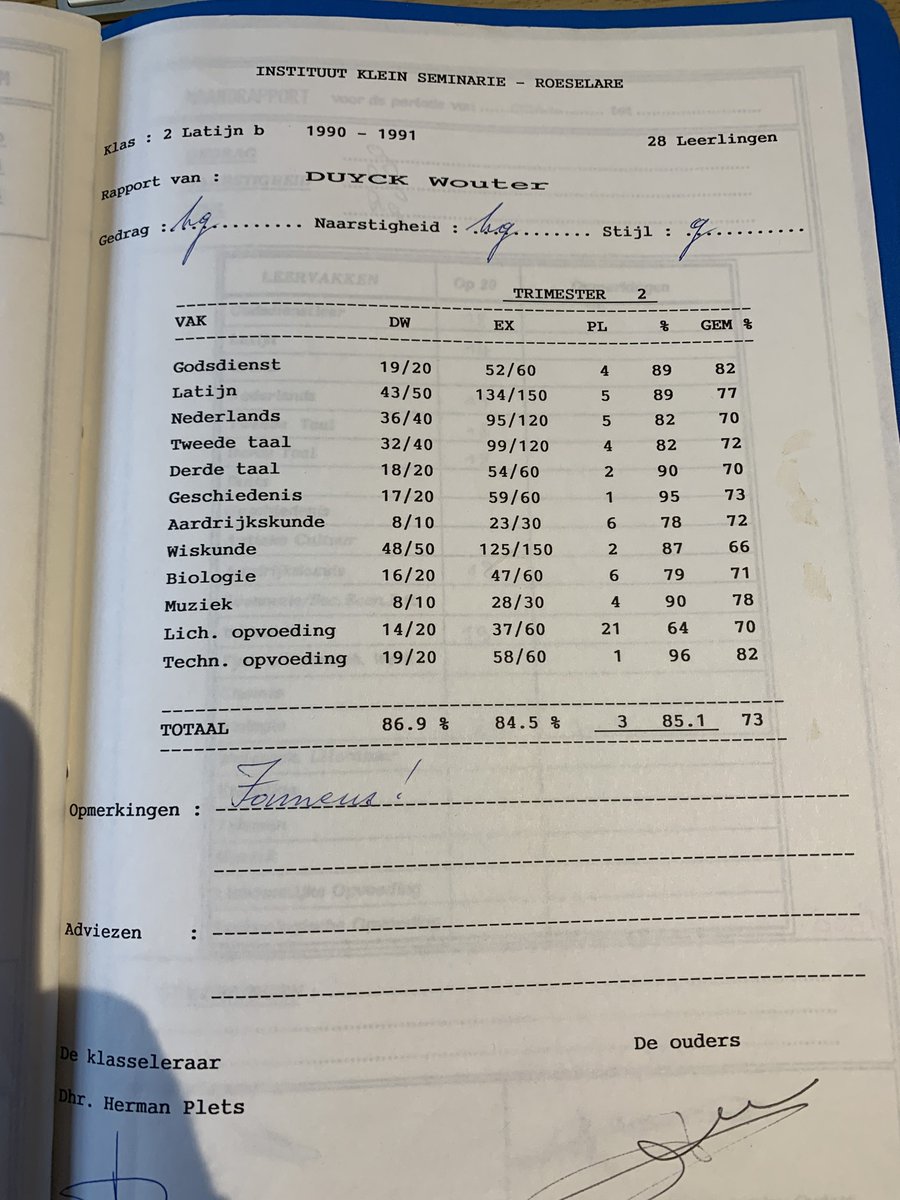 INSTITUUT KLEIN SEMINARIE - ROESELARE
Klas : 2 Latijn b 1990 - 1991 28 Leerlingen
Rapport van : DUYCK Wouter
Gedrag : z.g. Naarstigheid : z.g. Stijl : g.
TRIMESTER 2
VAK DW EX PL % GEM %
Godsdienst 19/20 52/60 4 89 82
Latijn 43/50 134/150 5 89 77
Nederlands 36/40 95/120 5 82 70
Tweede taal 32/40 99/120 4 82 72
Derde taal 18/20 54/60 2 90 70
Geschiedenis 17/20 59/60 1 95 73
Aardrijkskunde 8/10 23/30 6 78 72
Wiskunde 48/50 125/150 2 87 66
Biologie 16/20 47/60 6 79 71
Muziek 8/10 28/30 4 90 78
Lich. opvoeding 14/20 37/60 21 64 70
Techn. opvoeding 19/20 58/60 1 96 82
TOTAAL 86.9 % 84.5 % 3 85.1 73
Opmerkingen :
Adviezen :
De klasseleraar De ouders
Dhr. Herman Plets